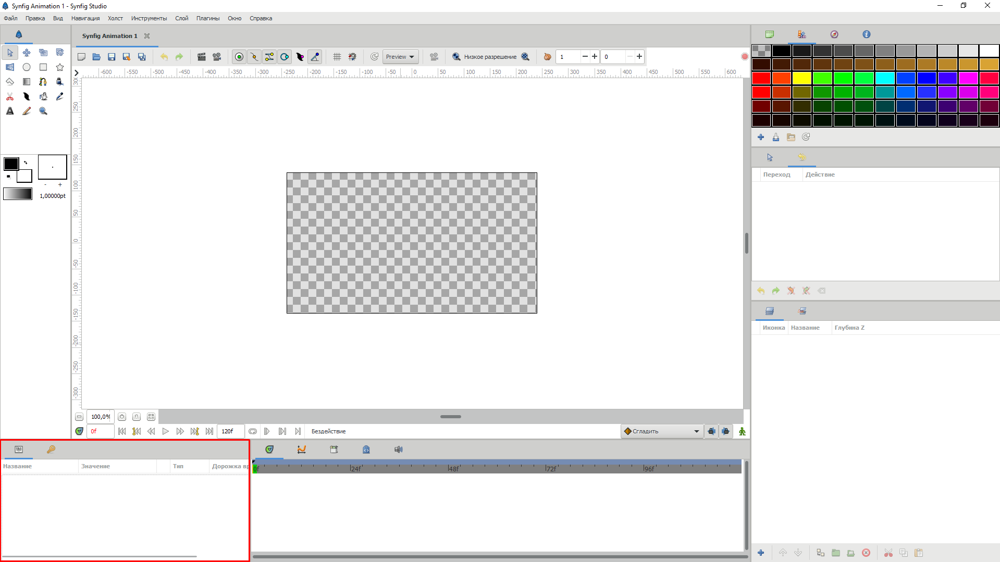 Synfig Animation 1 - Synfig Studio
Файл Правка Вид Навигация Холст Инструменты Слой Плагины Окно Справка
Synfig Animation 1
Preview Низкое разрешение 1 0
-600 -550 -500 -450 -400 -350 -300 -250 -200 -150 -100 -50 0 50 100 150 200 250 300 350 400 450 500 550 600
250
200
150
100
50
0
-50
-100
-150
-200
-250
-300
- +
1,00000pt
Переход Действие
Иконка Название Глубина Z
100,0%
0f 120f Бездействие Сгладить
Название Значение Тип Дорожка вр
0f 24f 48f 72f 96f